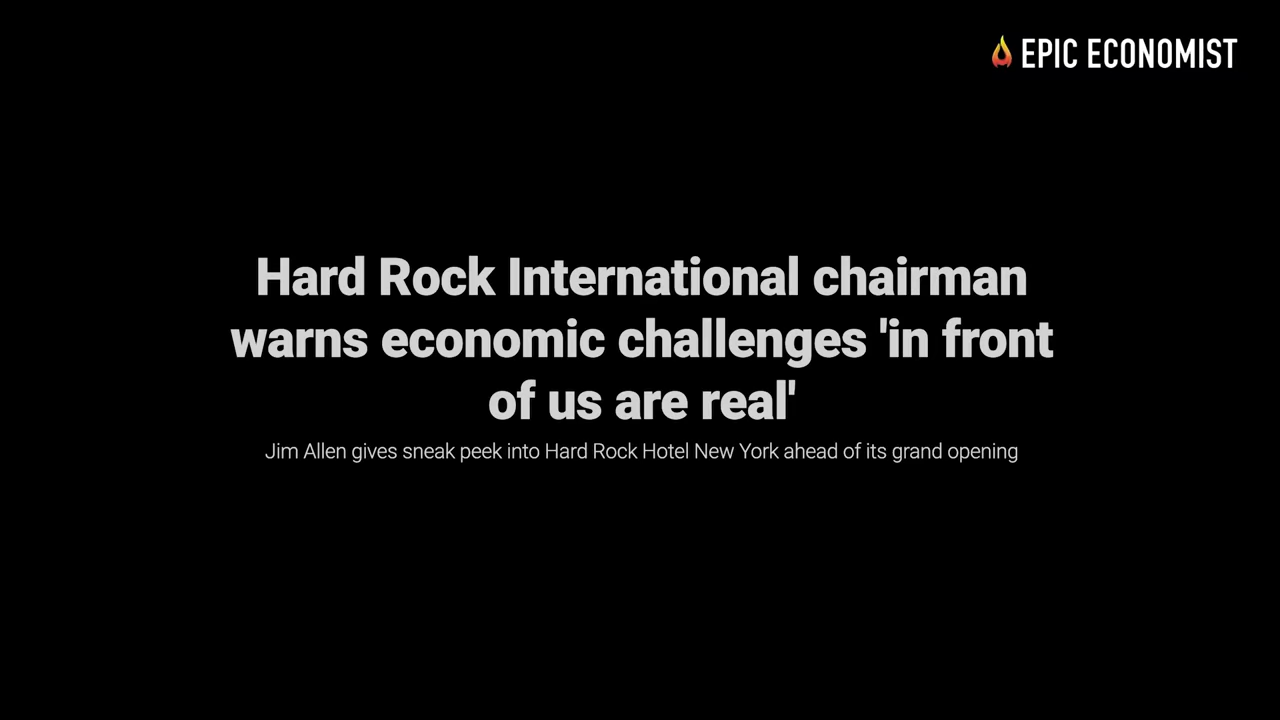 EPIC ECONOMIST
Hard Rock International chairman
warns economic challenges 'in front
of us are real'
Jim Allen gives sneak peek into Hard Rock Hotel New York ahead of its grand opening